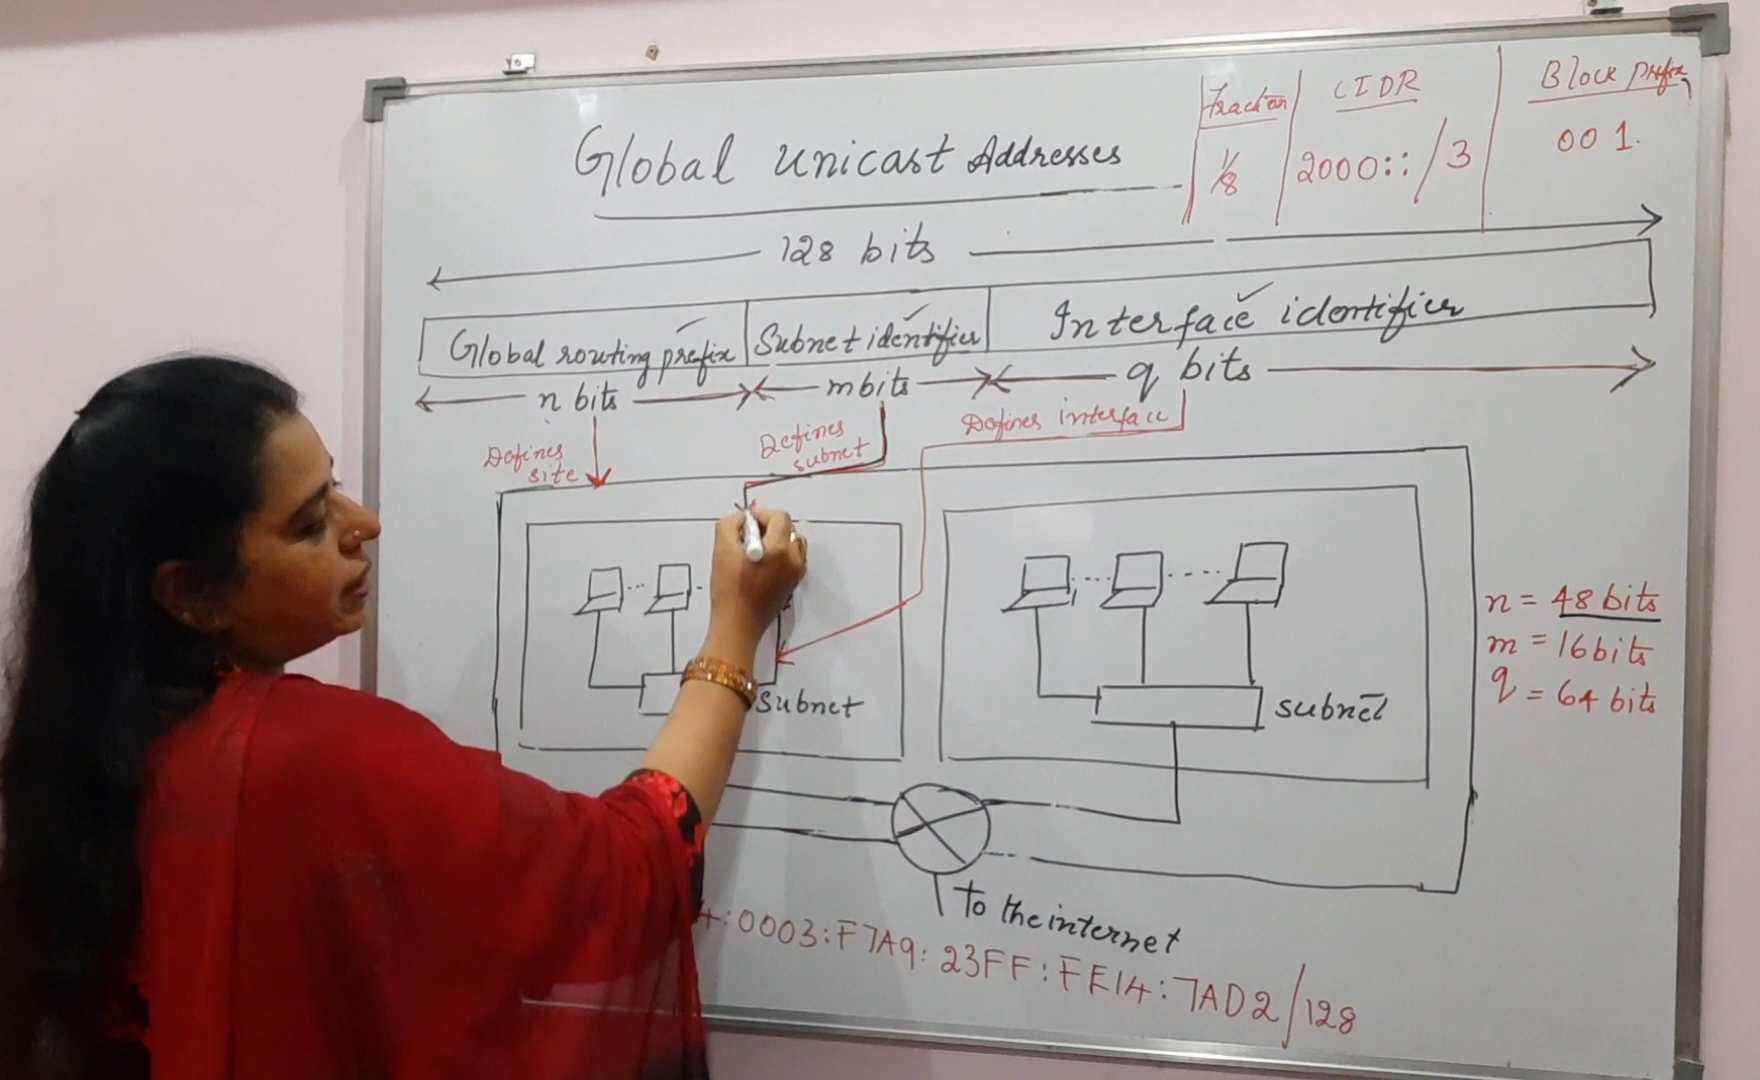 Fraction
CIDR
Block Prefix
Global Unicast Addresses
1/8
2000::/3
001.
128 bits
Global routing prefix
Subnet identifier
Interface identifier
n bits
m bits
q bits
Defines
site
Defines
subnet
Defines interface
n = 48 bits
m = 16 bits
q = 64 bits
subnet
subnet
To the internet
4:0003:F7A9:23FF:FE14:7AD2/128